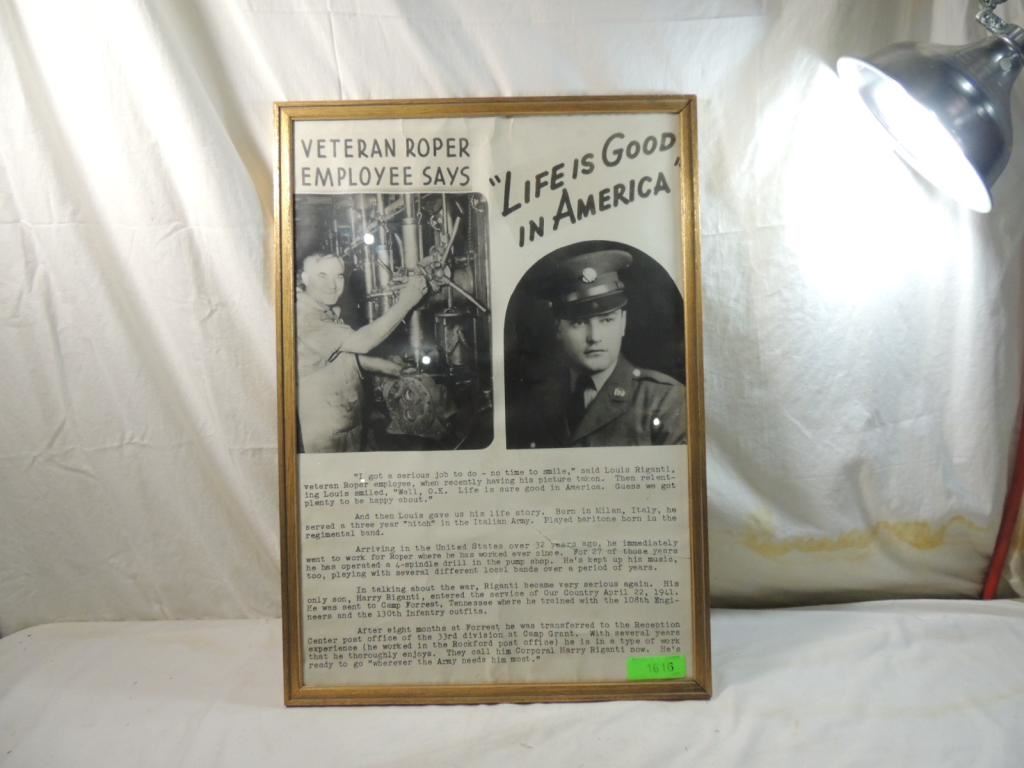 VETERAN ROPER
EMPLOYEE SAYS
"LIFE IS GOOD
IN AMERICA"
"I got a serious job to do - no time to smile," said Louis Riganti,
veteran Roper employee, when recently having his picture taken. Then relent-
ing Louis smiled, "Well, O.K. Life is sure good in America. Guess we got
plenty to be happy about."
And then Louis gave us his life story. Born in Milan, Italy, he
served a three year "hitch" in the Italian Army. Played baritone horn in the
regimental band.
Arriving in the United States over 32 years ago, he immediately
went to work for Roper where he has worked ever since. For 27 of those years
he has operated a 4-spindle drill in the pump shop. He's kept up his music,
too, playing with several different local bands over a period of years.
In talking about the war, Riganti became very serious again. His
only son, Harry Riganti, entered the service of Our Country April 22, 1941.
He was sent to Camp Forrest, Tennessee where he trained with the 108th Engi-
neers and the 130th Infantry outfits.
After eight months at Forrest he was transferred to the Reception
Center post office of the 33rd division at Camp Grant. With several years
experience (he worked in the Rockford post office) he is in a type of work
that he thoroughly enjoys. They call him Corporal Harry Riganti now. He's
ready to go "wherever the Army needs him most."
1616